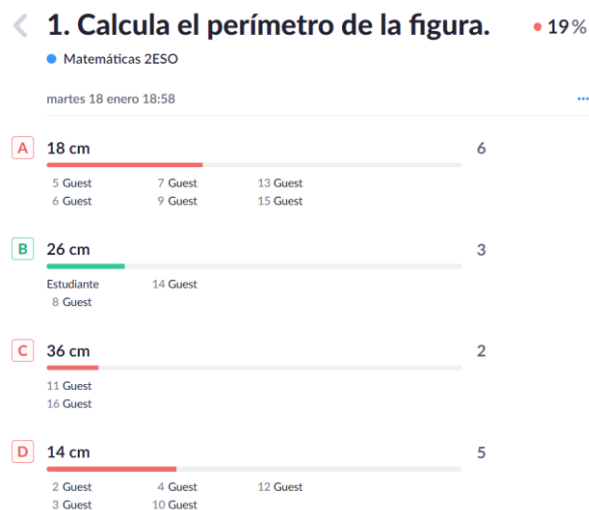 1. Calcula el perímetro de la figura.
19%
Matemáticas 2ESO
martes 18 enero 18:58
...
A 18 cm 6
5 Guest 7 Guest 13 Guest
6 Guest 9 Guest 15 Guest
B 26 cm 3
Estudiante 14 Guest
8 Guest
C 36 cm 2
11 Guest
16 Guest
D 14 cm 5
2 Guest 4 Guest 12 Guest
3 Guest 10 Guest